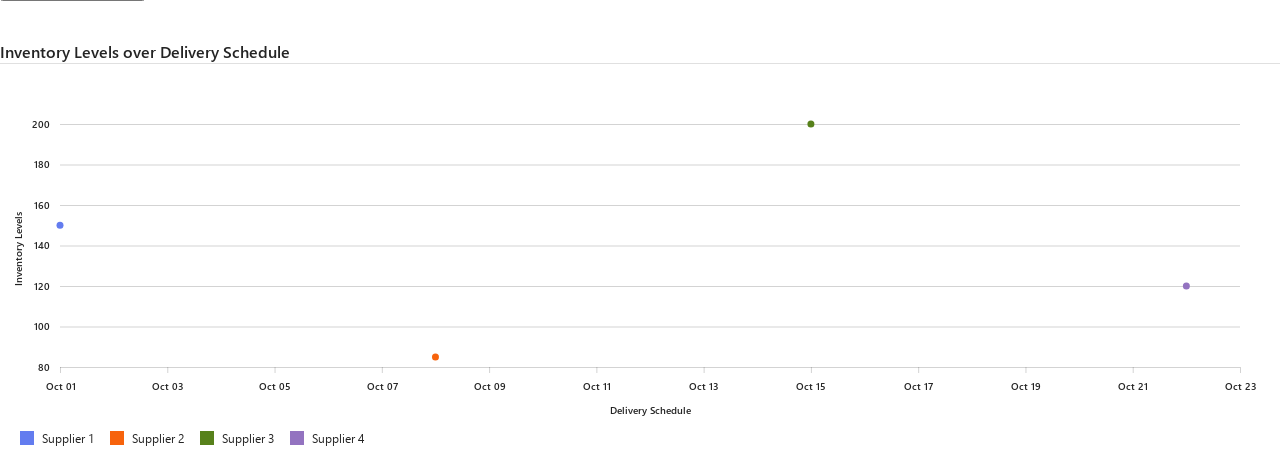 Inventory Levels over Delivery Schedule
200
180
160
140
120
100
80
Inventory Levels
Oct 01 Oct 03 Oct 05 Oct 07 Oct 09 Oct 11 Oct 13 Oct 15 Oct 17 Oct 19 Oct 21 Oct 23
Delivery Schedule
Supplier 1 Supplier 2 Supplier 3 Supplier 4